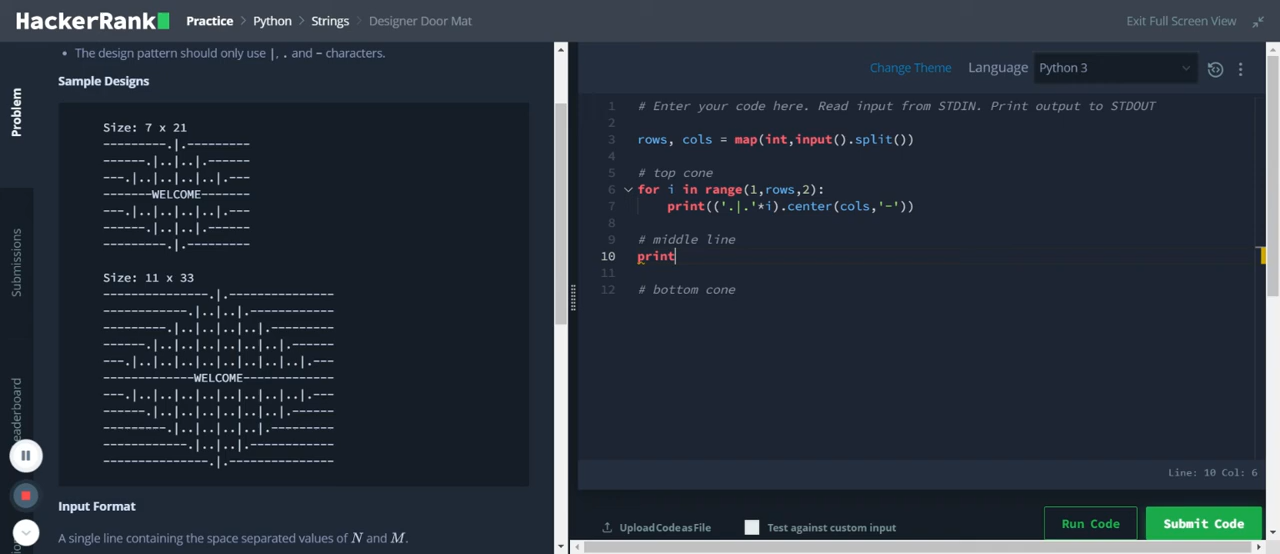 HackerRank Practice > Python > Strings > Designer Door Mat Exit Full Screen View
• The design pattern should only use |, . and - characters.
Sample Designs
Size: 7 x 21
---------.|.---------
------.|..|..|.------
---.|..|..|..|..|.---
-------WELCOME-------
---.|..|..|..|..|.---
------.|..|..|.------
---------.|.---------
Size: 11 x 33
---------------.|.---------------
------------.|..|..|.------------
---------.|..|..|..|..|.---------
------.|..|..|..|..|..|..|.------
---.|..|..|..|..|..|..|..|..|.---
-------------WELCOME-------------
---.|..|..|..|..|..|..|..|..|.---
------.|..|..|..|..|..|..|.------
---------.|..|..|..|..|.---------
------------.|..|..|.------------
---------------.|.---------------
Input Format
A single line containing the space separated values of N and M.
Problem
Submissions
eaderboard
Change Theme Language Python 3
1 # Enter your code here. Read input from STDIN. Print output to STDOUT
2
3 rows, cols = map(int,input().split())
4
5 # top cone
6 for i in range(1,rows,2):
7     print(('.|.'*i).center(cols,'-'))
8
9 # middle line
10 print
11
12 # bottom cone
Line: 10 Col: 6
Upload Code as File Test against custom input Run Code Submit Code